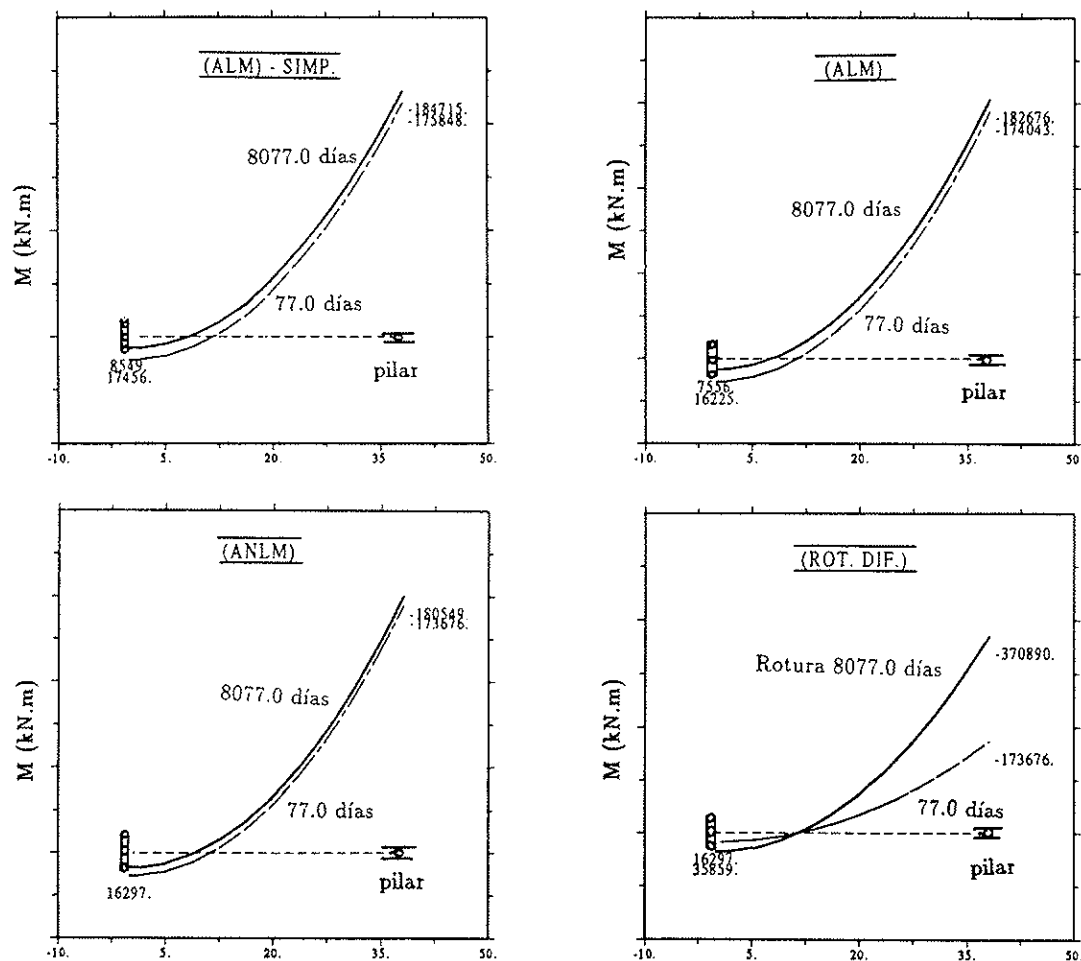 (ALM) - SIMP.
M (kN.m)
8077.0 días
77.0 días
-184715.
-175848.
8549.
17456.
pilar
-10. 5. 20. 35. 50.
(ALM)
M (kN.m)
8077.0 días
77.0 días
-182676.
-174043.
7556.
16225.
pilar
-10. 5. 20. 35. 50
(ANLM)
M (kN.m)
8077.0 días
77.0 días
-180549.
-173676.
16297.
pilar
-10. 5. 20. 35. 50.
(ROT. DIF.)
M (kN.m)
Rotura 8077.0 días
77.0 días
-370890.
-173676.
16297.
35859.
pilar
-10. 5. 20. 35. 50.